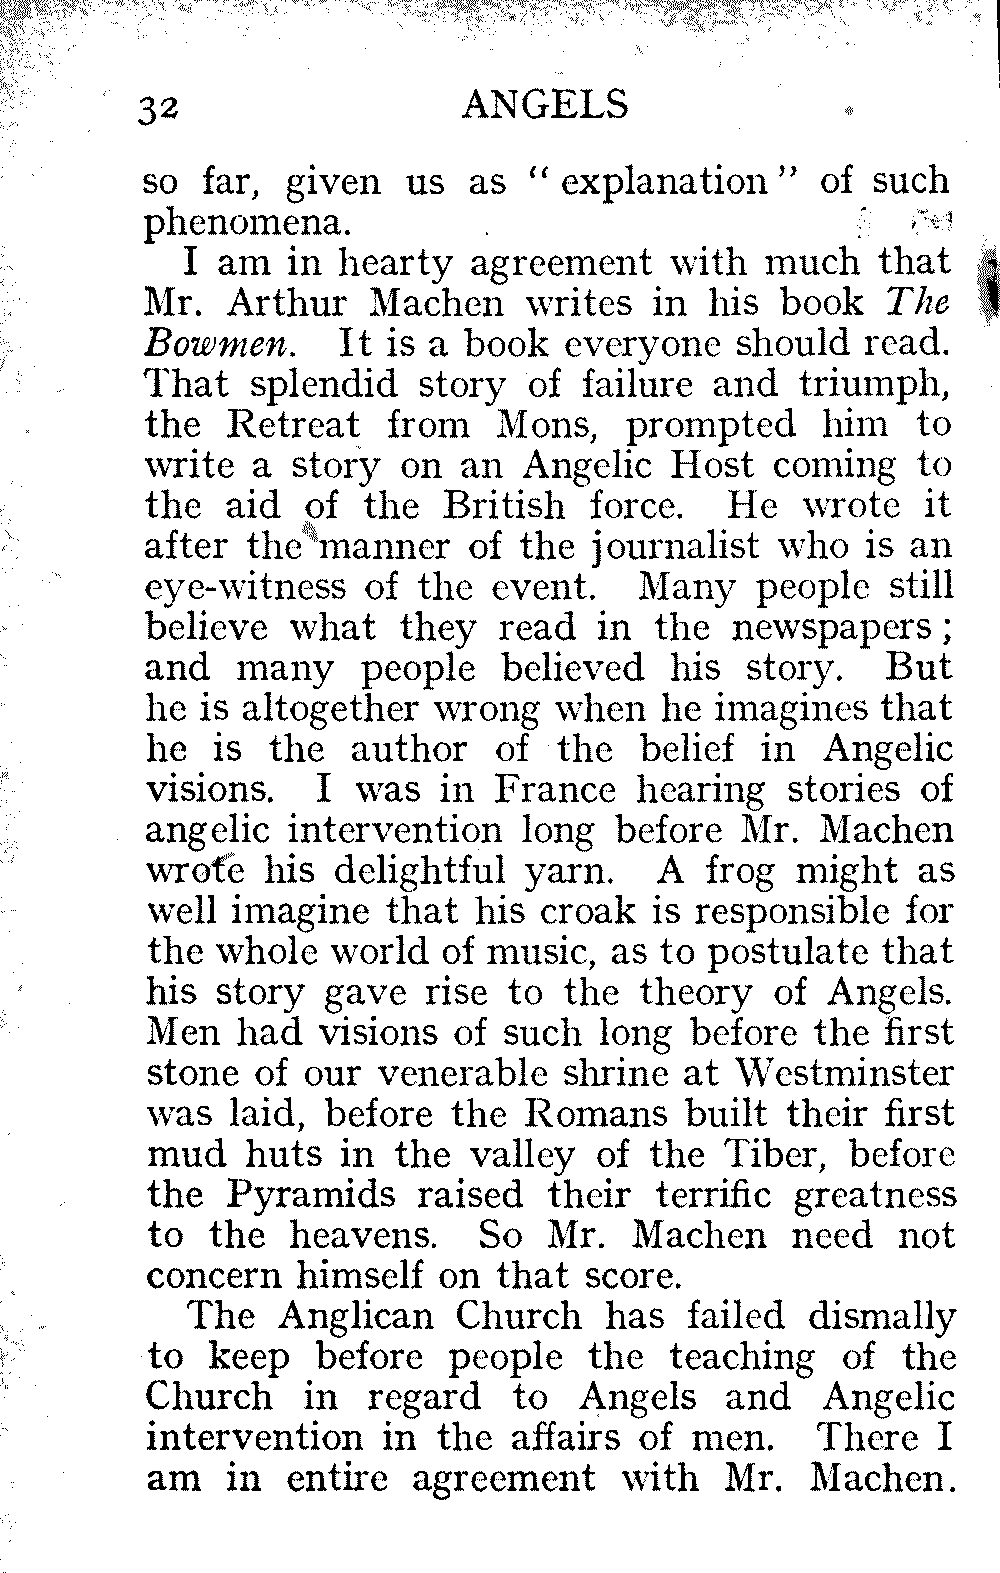 32 ANGELS
so far, given us as " explanation " of such
phenomena.
I am in hearty agreement with much that
Mr. Arthur Machen writes in his book The
Bowmen. It is a book everyone should read.
That splendid story of failure and triumph,
the Retreat from Mons, prompted him to
write a story on an Angelic Host coming to
the aid of the British force. He wrote it
after the manner of the journalist who is an
eye-witness of the event. Many people still
believe what they read in the newspapers ;
and many people believed his story. But
he is altogether wrong when he imagines that
he is the author of the belief in Angelic
visions. I was in France hearing stories of
angelic intervention long before Mr. Machen
wrote his delightful yarn. A frog might as
well imagine that his croak is responsible for
the whole world of music, as to postulate that
his story gave rise to the theory of Angels.
Men had visions of such long before the first
stone of our venerable shrine at Westminster
was laid, before the Romans built their first
mud huts in the valley of the Tiber, before
the Pyramids raised their terrific greatness
to the heavens. So Mr. Machen need not
concern himself on that score.
The Anglican Church has failed dismally
to keep before people the teaching of the
Church in regard to Angels and Angelic
intervention in the affairs of men. There I
am in entire agreement with Mr. Machen.